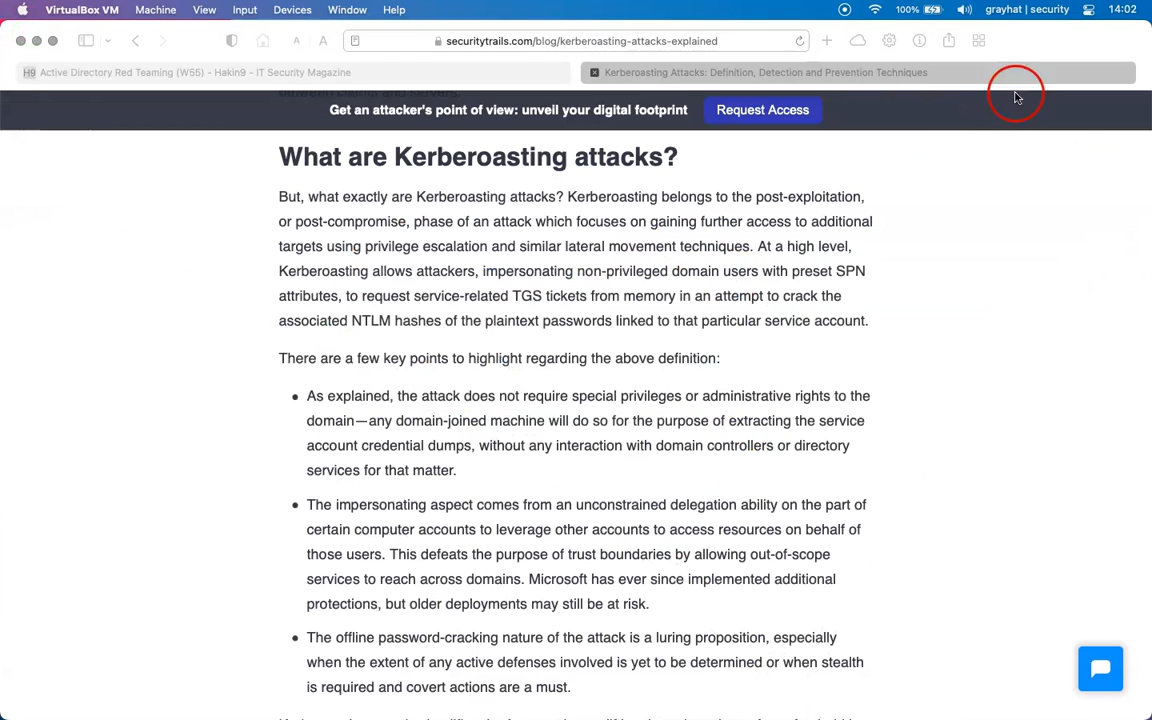 VirtualBox VM Machine View Input Devices Window Help 100% grayhat | security 14:02
A A securitytrails.com/blog/kerberoasting-attacks-explained
H9 Active Directory Red Teaming (W55) - Hakin9 - IT Security Magazine Kerberoasting Attacks: Definition, Detection and Prevention Techniques
Get an attacker's point of view: unveil your digital footprint Request Access
What are Kerberoasting attacks?
But, what exactly are Kerberoasting attacks? Kerberoasting belongs to the post-exploitation,
or post-compromise, phase of an attack which focuses on gaining further access to additional
targets using privilege escalation and similar lateral movement techniques. At a high level,
Kerberoasting allows attackers, impersonating non-privileged domain users with preset SPN
attributes, to request service-related TGS tickets from memory in an attempt to crack the
associated NTLM hashes of the plaintext passwords linked to that particular service account.
There are a few key points to highlight regarding the above definition:
• As explained, the attack does not require special privileges or administrative rights to the
domain—any domain-joined machine will do so for the purpose of extracting the service
account credential dumps, without any interaction with domain controllers or directory
services for that matter.
• The impersonating aspect comes from an unconstrained delegation ability on the part of
certain computer accounts to leverage other accounts to access resources on behalf of
those users. This defeats the purpose of trust boundaries by allowing out-of-scope
services to reach across domains. Microsoft has ever since implemented additional
protections, but older deployments may still be at risk.
• The offline password-cracking nature of the attack is a luring proposition, especially
when the extent of any active defenses involved is yet to be determined or when stealth
is required and covert actions are a must.